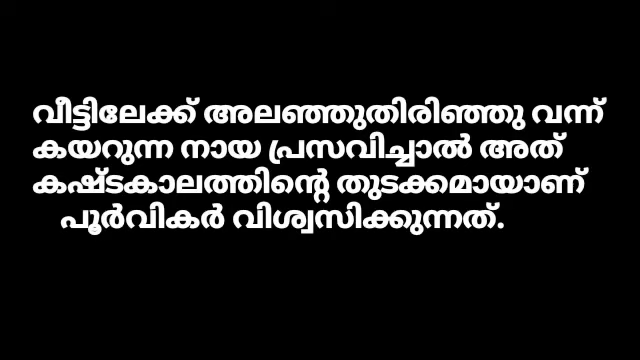 വീട്ടിലേക്ക് അലഞ്ഞുതിരിഞ്ഞു വന്ന്
കയറുന്ന നായ പ്രസവിച്ചാൽ അത്
കഷ്ടകാലത്തിന്റെ തുടക്കമായാണ്
പൂർവികർ വിശ്വസിക്കുന്നത്.